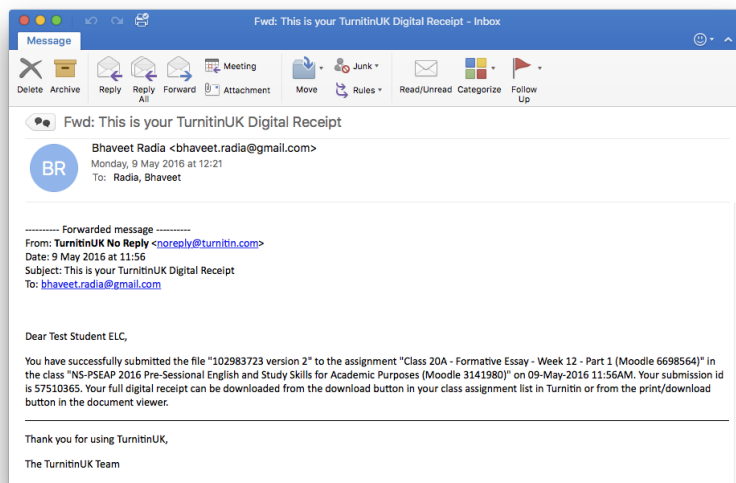 Fwd: This is your TurnitinUK Digital Receipt - Inbox
Message
Delete Archive Reply Reply All Forward Meeting Attachment Move Junk Rules Read/Unread Categorize Follow Up
Fwd: This is your TurnitinUK Digital Receipt
BR
Bhaveet Radia <bhaveet.radia@gmail.com>
Monday, 9 May 2016 at 12:21
To: Radia, Bhaveet
---------- Forwarded message ----------
From: TurnitinUK No Reply <noreply@turnitin.com>
Date: 9 May 2016 at 11:56
Subject: This is your TurnitinUK Digital Receipt
To: bhaveet.radia@gmail.com
Dear Test Student ELC,
You have successfully submitted the file "102983723 version 2" to the assignment "Class 20A - Formative Essay - Week 12 - Part 1 (Moodle 6698564)" in
the class "NS-PSEAP 2016 Pre-Sessional English and Study Skills for Academic Purposes (Moodle 3141980)" on 09-May-2016 11:56AM. Your submission id
is 57510365. Your full digital receipt can be downloaded from the download button in your class assignment list in Turnitin or from the print/download
button in the document viewer.
Thank you for using TurnitinUK,
The TurnitinUK Team